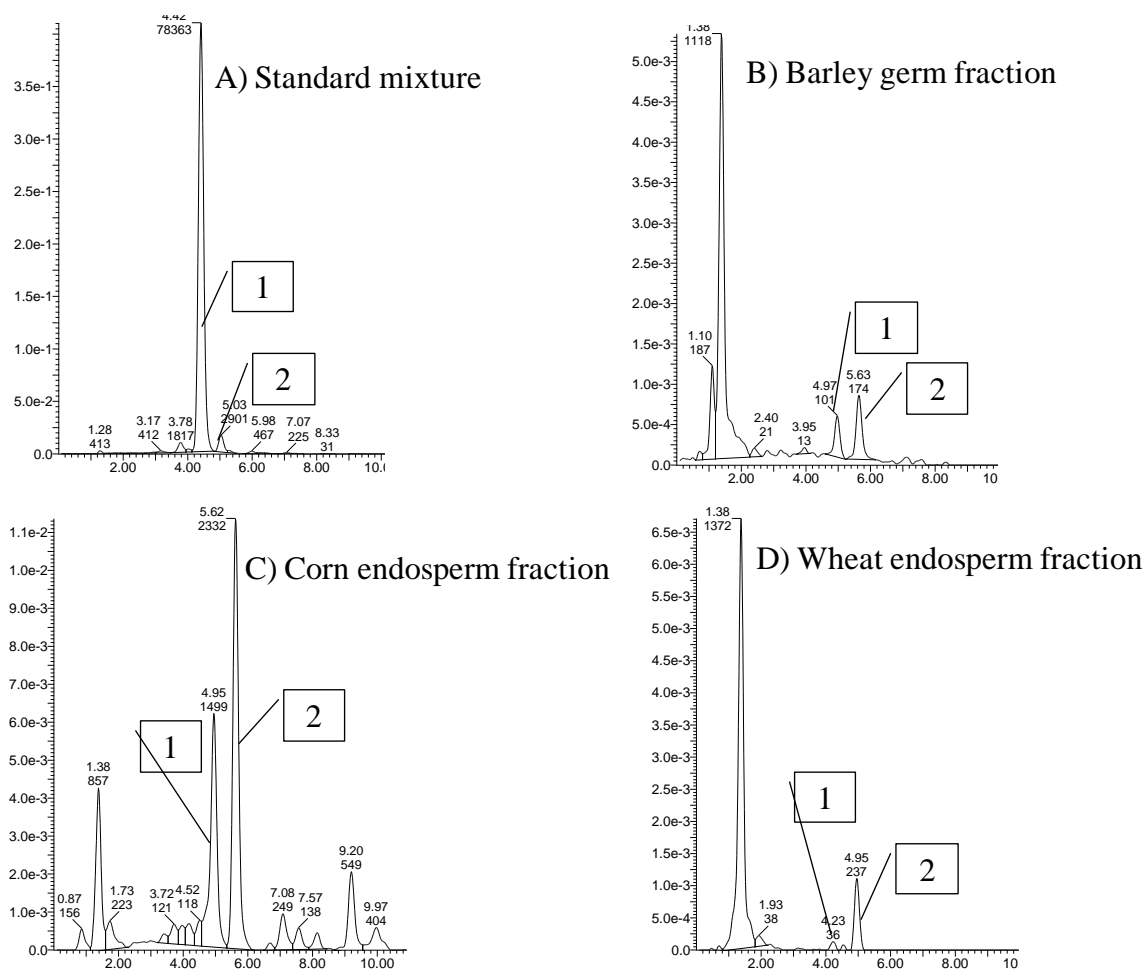 A) Standard mixture
4.42
78363
3.5e-1
3.0e-1
2.5e-1
2.0e-1
1.5e-1
1.0e-1
5.0e-2
0.0
1
2
1.28
413
3.17
412
3.78
1817
5.03
2901
5.98
467
7.07
225
8.33
31
2.00
4.00
6.00
8.00
10.0
B) Barley germ fraction
1.38
1118
5.0e-3
4.5e-3
4.0e-3
3.5e-3
3.0e-3
2.5e-3
2.0e-3
1.5e-3
1.0e-3
5.0e-4
0.0
1.10
187
2.40
21
3.95
13
4.97
101
5.63
174
1
2
2.00
4.00
6.00
8.00
10
C) Corn endosperm fraction
5.62
2332
1.1e-2
1.0e-2
9.0e-3
8.0e-3
7.0e-3
6.0e-3
5.0e-3
4.0e-3
3.0e-3
2.0e-3
1.0e-3
0.0
0.87
156
1.38
857
1.73
223
3.72
121
4.52
118
4.95
1499
7.08
249
7.57
138
9.20
549
9.97
404
1
2
2.00
4.00
6.00
8.00
10.00
D) Wheat endosperm fraction
1.38
1372
6.5e-3
6.0e-3
5.5e-3
5.0e-3
4.5e-3
4.0e-3
3.5e-3
3.0e-3
2.5e-3
2.0e-3
1.5e-3
1.0e-3
5.0e-4
0.0
1.93
38
4.23
36
4.95
237
1
2
2.00
4.00
6.00
8.00
10